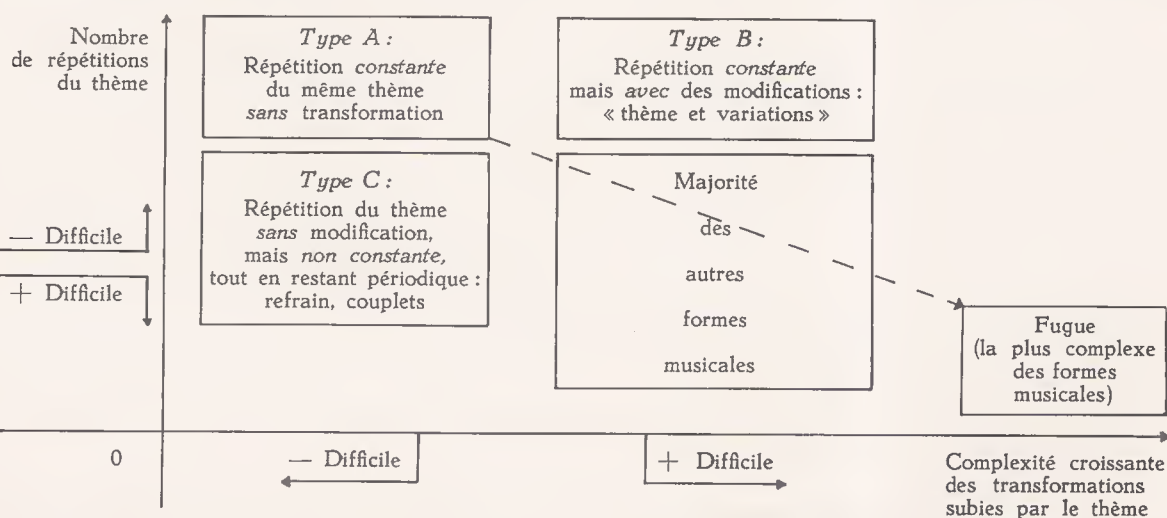 Nombre
de répétitions
du thème
Type A :
Répétition constante
du même thème
sans transformation
Type B :
Répétition constante
mais avec des modifications :
« thème et variations »
Type C :
Répétition du thème
sans modification,
mais non constante,
tout en restant périodique :
refrain, couplets
Majorité
des
autres
formes
musicales
— Difficile
+ Difficile
Fugue
(la plus complexe
des formes
musicales)
0
— Difficile
+ Difficile
Complexité croissante
des transformations
subies par le thème